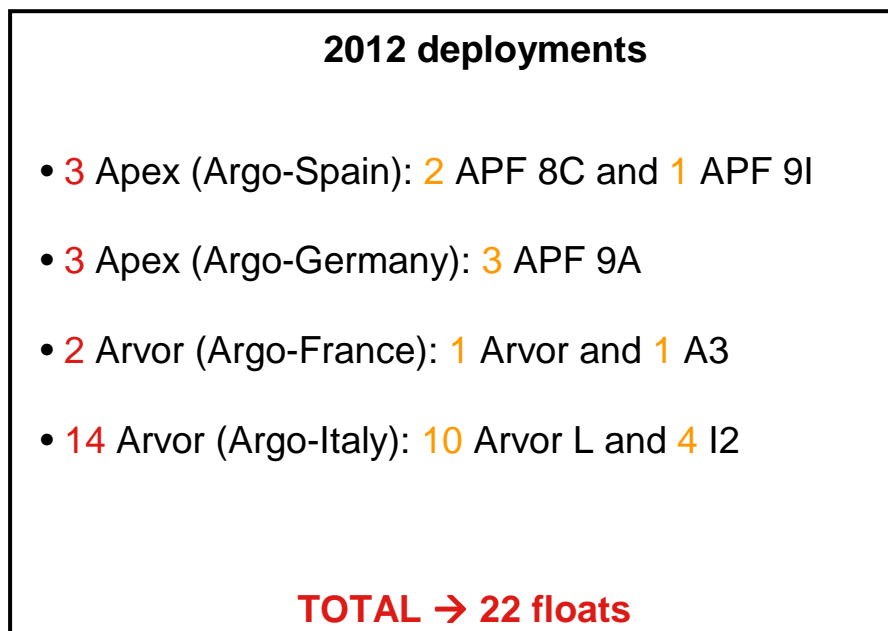 2012 deployments
• 3 Apex (Argo-Spain): 2 APF 8C and 1 APF 9I
• 3 Apex (Argo-Germany): 3 APF 9A
• 2 Arvor (Argo-France): 1 Arvor and 1 A3
• 14 Arvor (Argo-Italy): 10 Arvor L and 4 I2
TOTAL → 22 floats